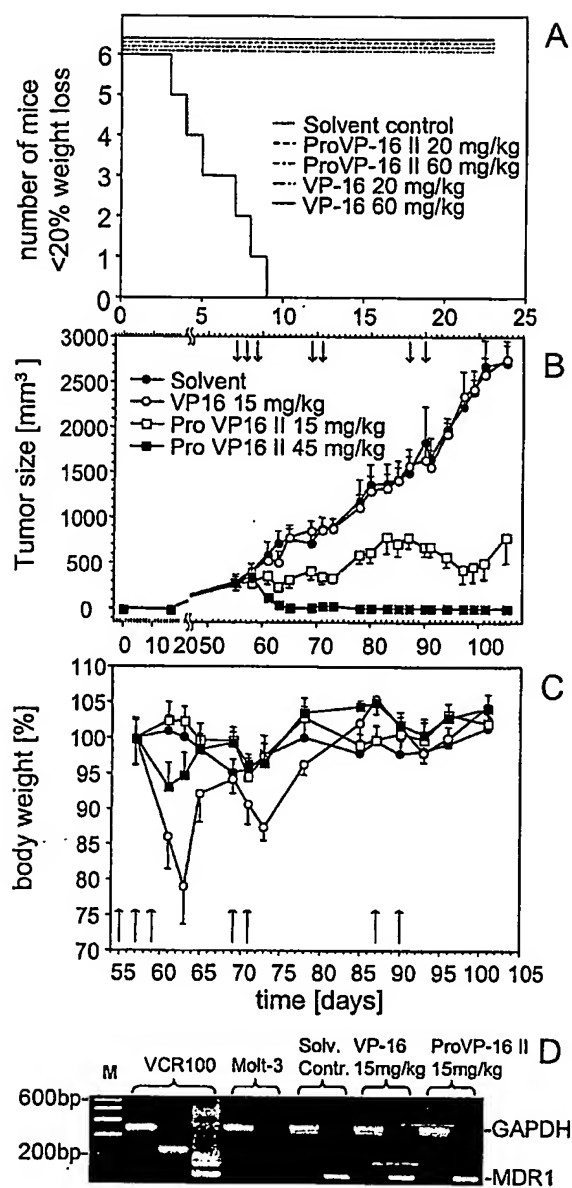 A
number of mice
<20% weight loss
6
5
4
3
2
1
0
Solvent control
ProVP-16 II 20 mg/kg
ProVP-16 II 60 mg/kg
VP-16 20 mg/kg
VP-16 60 mg/kg
0 5 10 15 20 25
B
Tumor size [mm³]
3000
2500
2000
1500
1000
500
0
Solvent
VP16 15 mg/kg
Pro VP16 II 15 mg/kg
Pro VP16 II 45 mg/kg
0 10 20 50 60 70 80 90 100
C
body weight [%]
110
105
100
95
90
85
80
75
70
55 60 65 70 75 80 85 90 95 100 105
time [days]
D
Solv. VP-16 ProVP-16 II
M VCR100 Molt-3 Contr. 15mg/kg 15mg/kg
600bp-
200bp-
-GAPDH
-MDR1